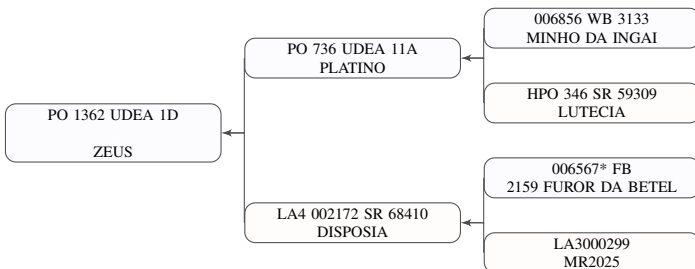 006856 WB 3133
MINHO DA INGAI
PO 736 UDEA 11A
PLATINO
HPO 346 SR 59309
LUTECIA
PO 1362 UDEA 1D
ZEUS
006567* FB
2159 FUROR DA BETEL
LA4 002172 SR 68410
DISPOSIA
LA3000299
MR2025